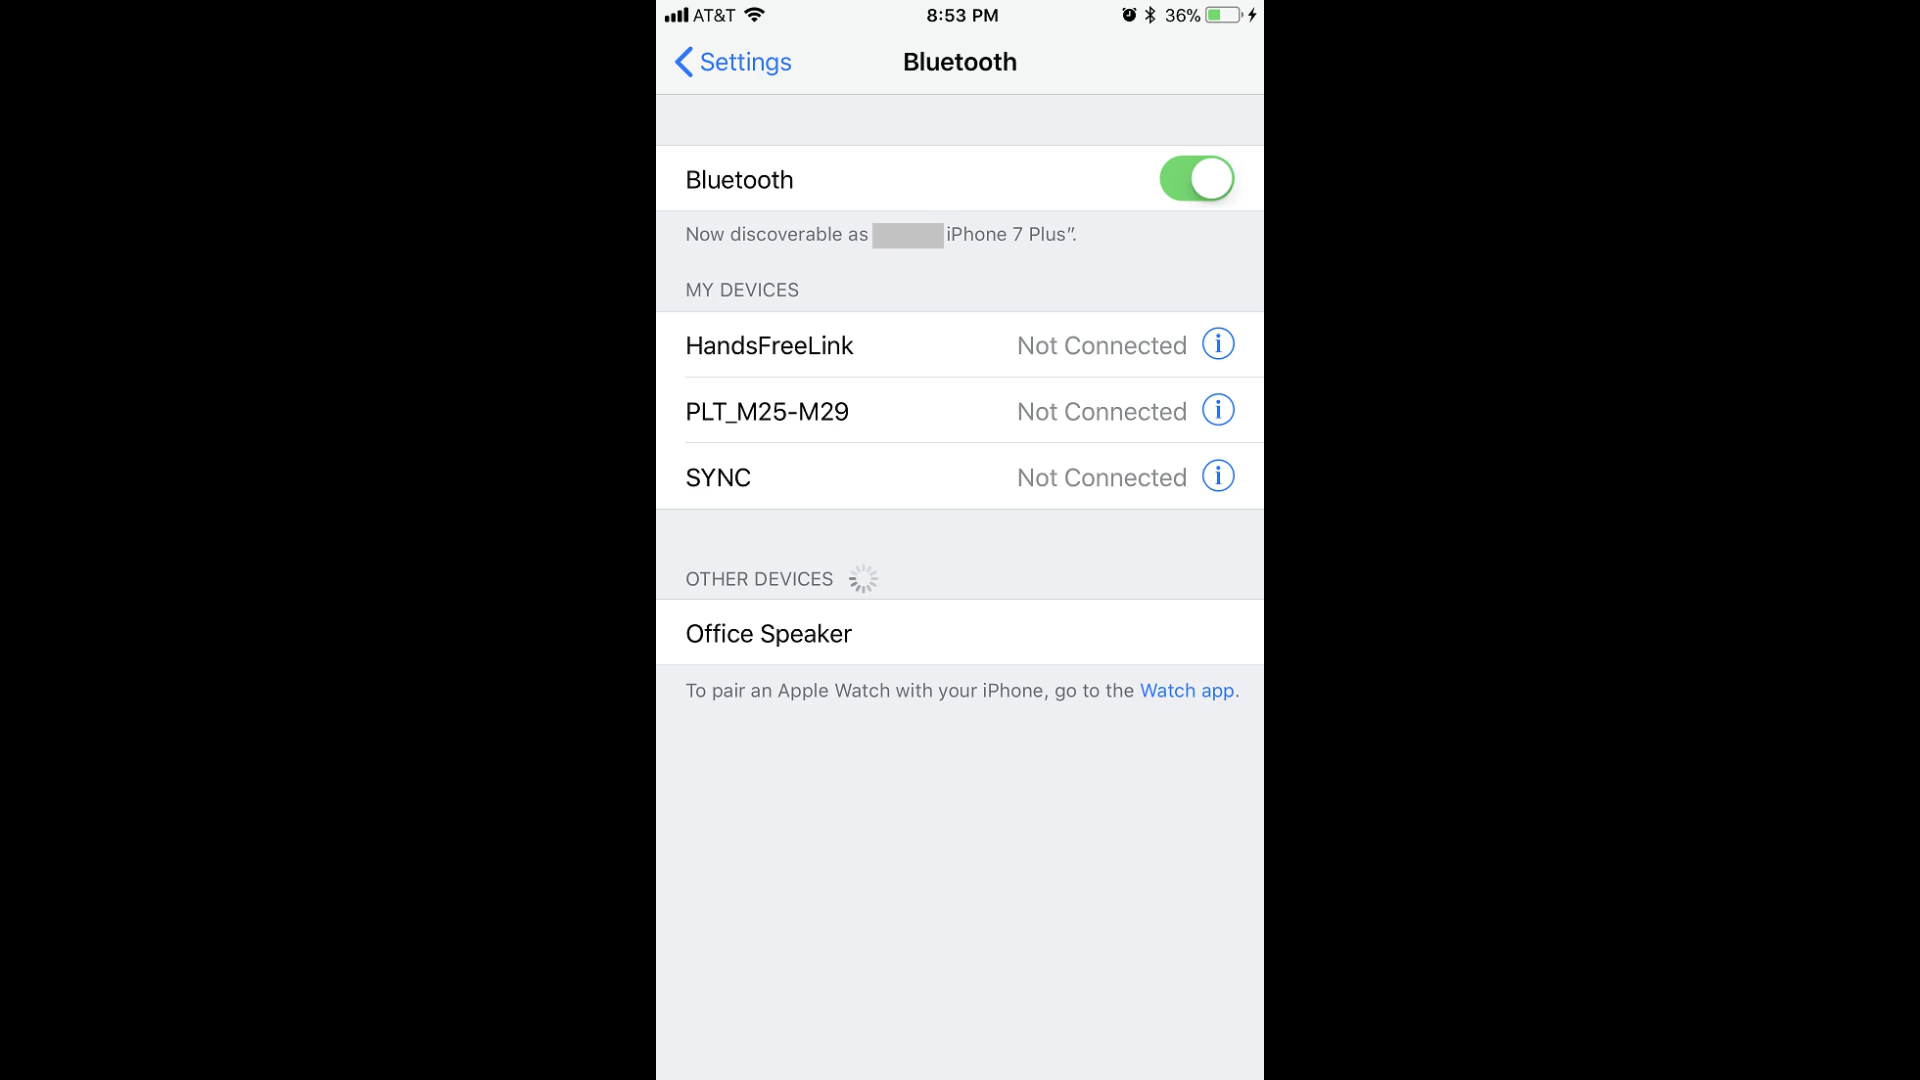 AT&T 8:53 PM 36%
Settings Bluetooth
Bluetooth
Now discoverable as iPhone 7 Plus”.
MY DEVICES
HandsFreeLink Not Connected
PLT_M25-M29 Not Connected
SYNC Not Connected
OTHER DEVICES
Office Speaker
To pair an Apple Watch with your iPhone, go to the Watch app.